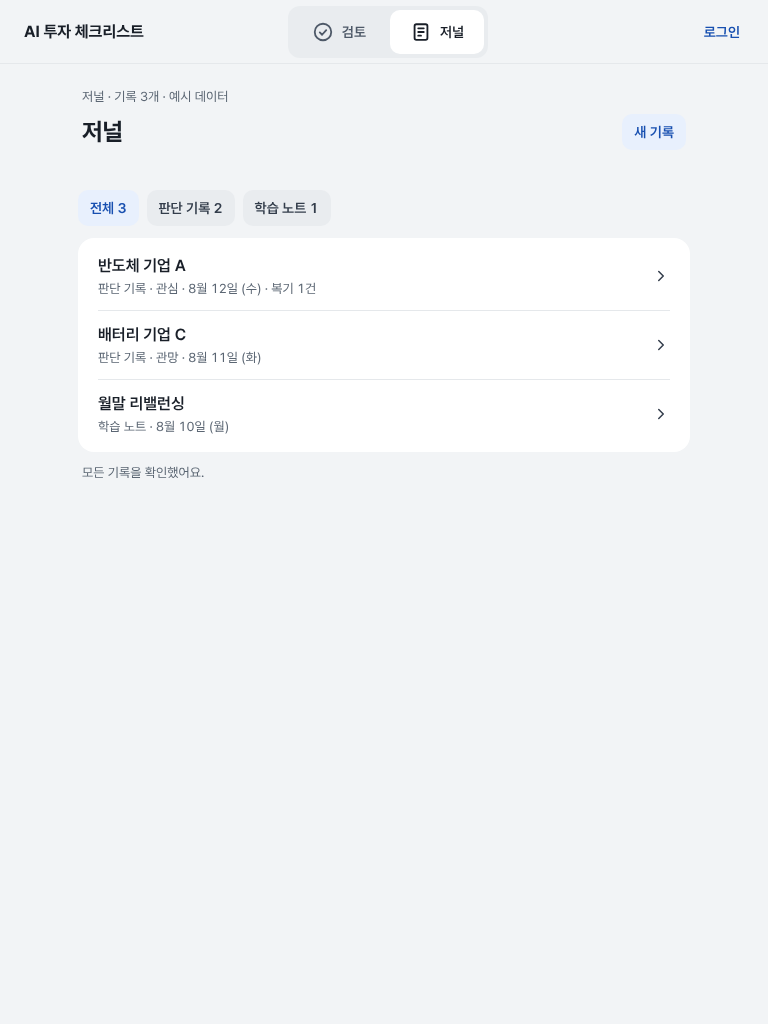 AI 투자 체크리스트
검토
저널
로그인
저널 · 기록 3개 · 예시 데이터
저널
새 기록
전체 3
판단 기록 2
학습 노트 1
반도체 기업 A
판단 기록 · 관심 · 8월 12일 (수) · 복기 1건
배터리 기업 C
판단 기록 · 관망 · 8월 11일 (화)
월말 리밸런싱
학습 노트 · 8월 10일 (월)
모든 기록을 확인했어요.